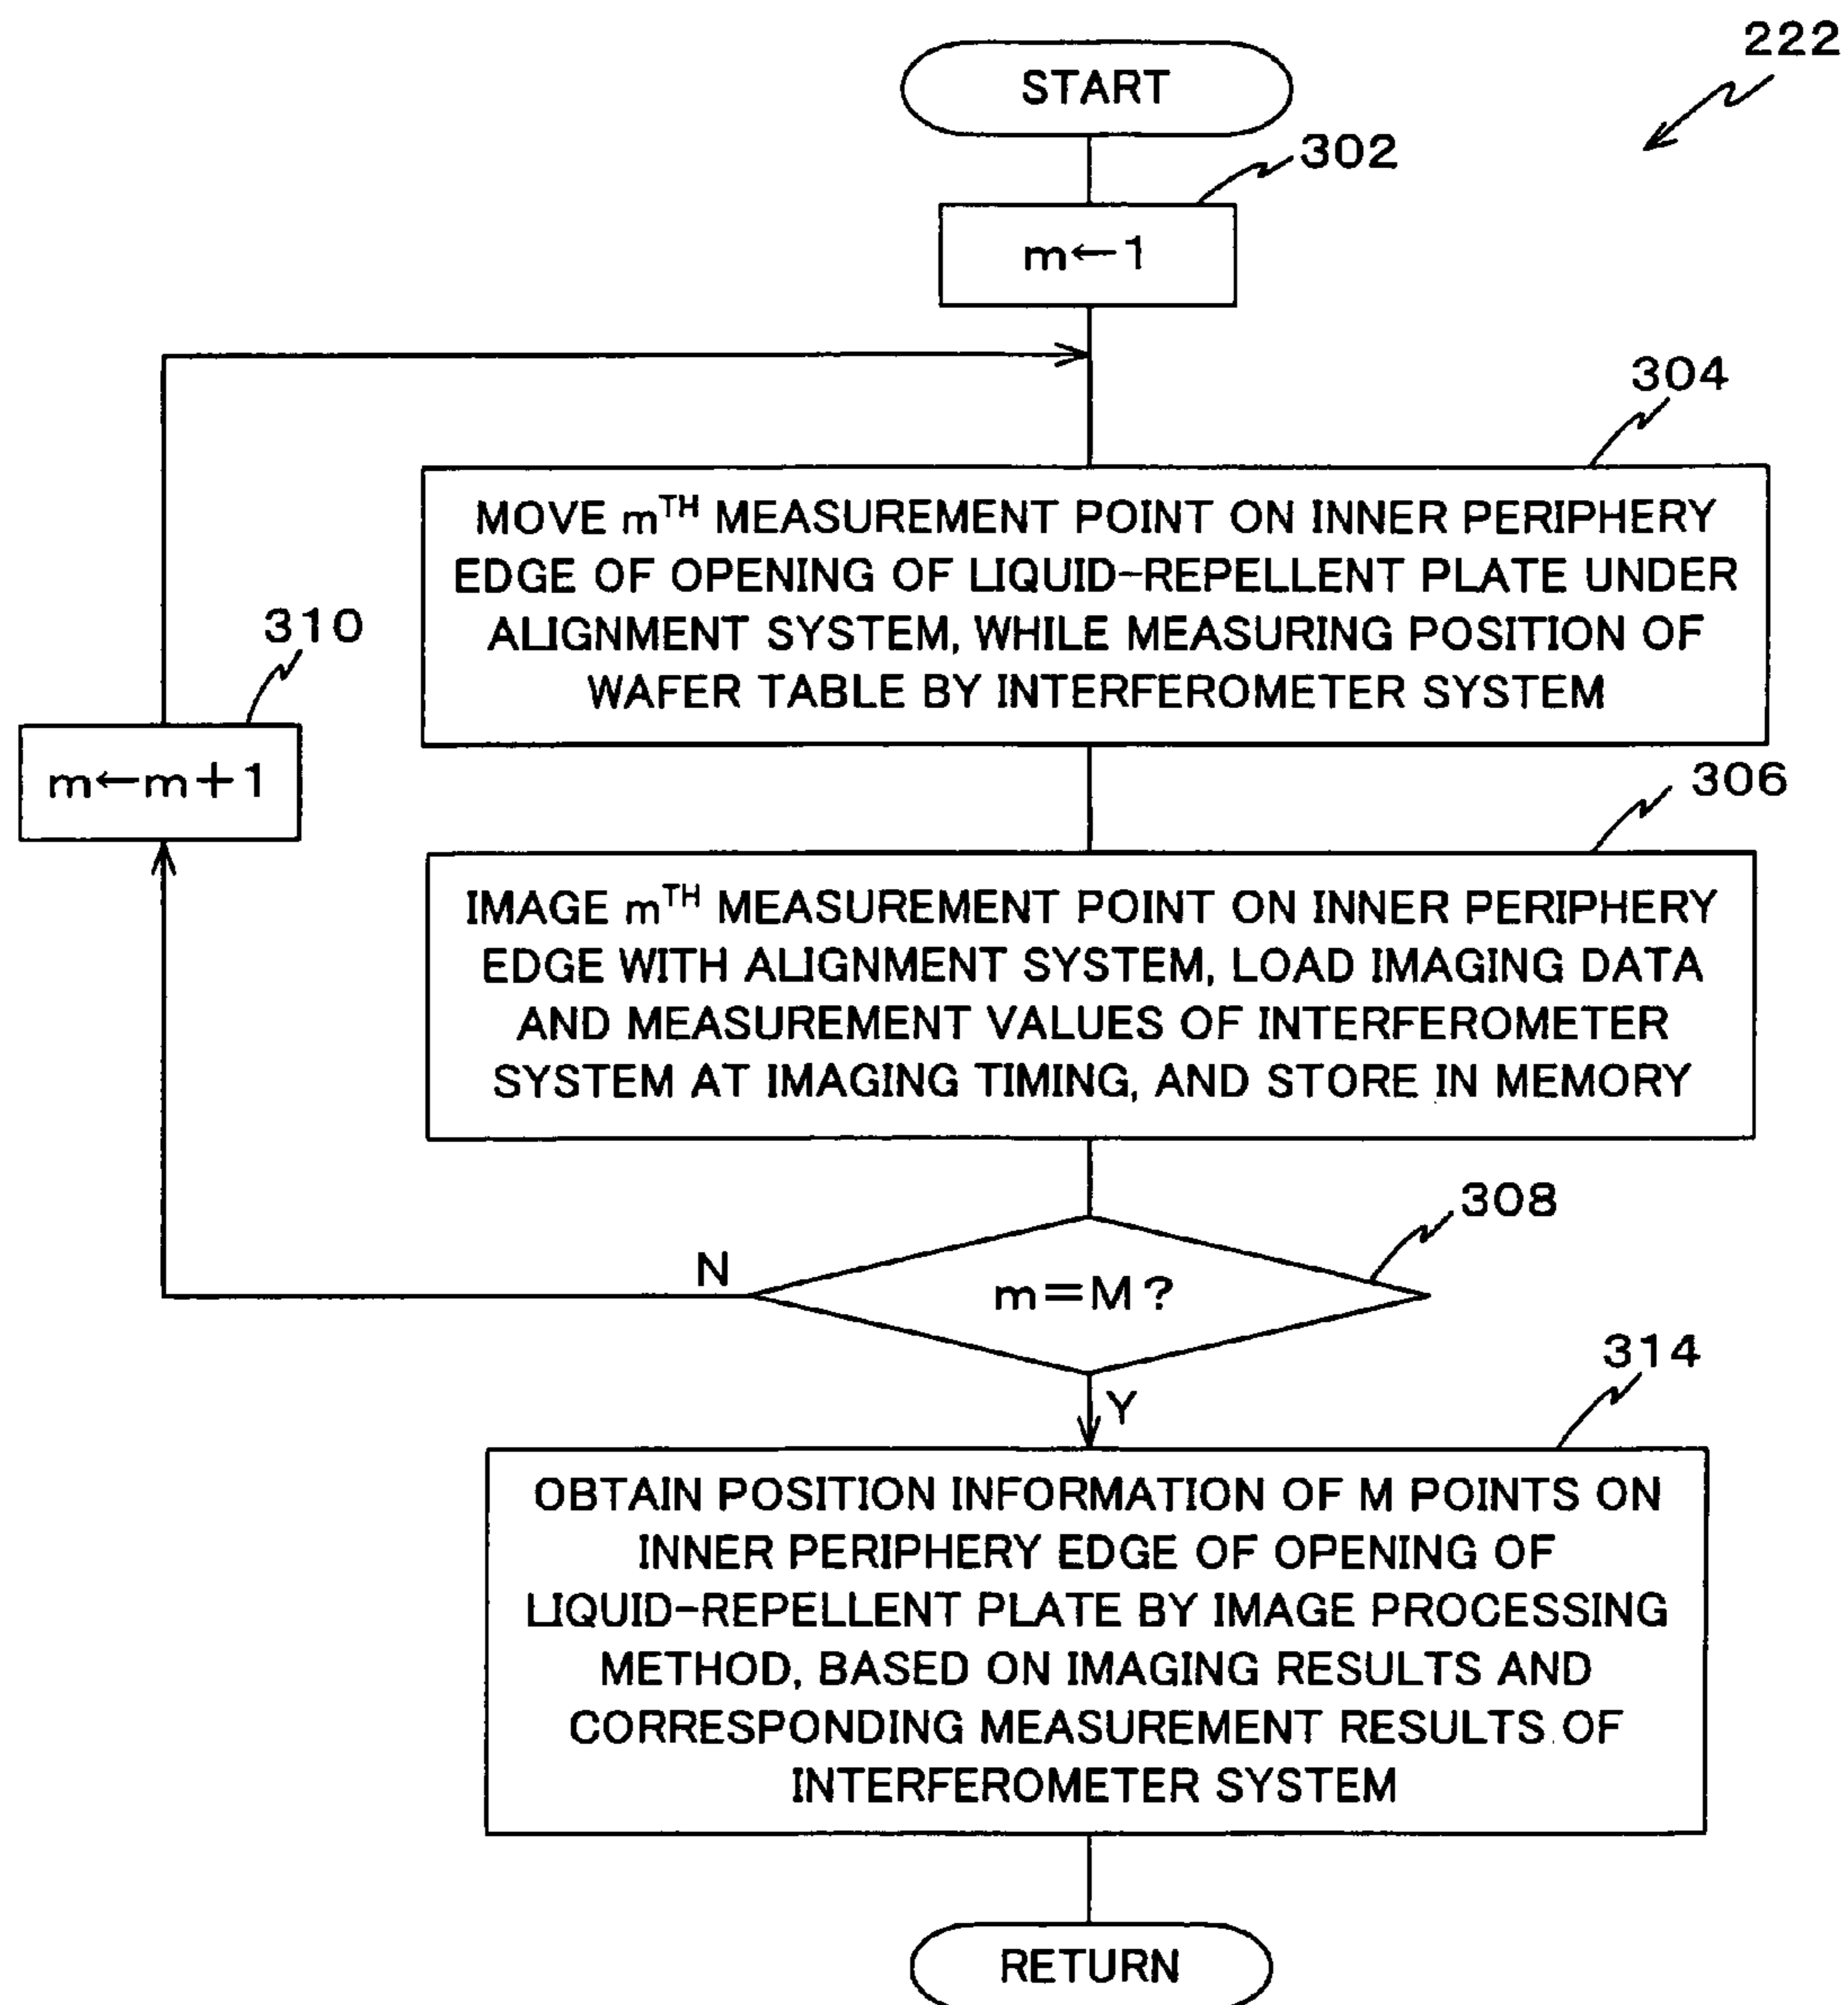 222
START
302
m←1
304
MOVE mTH MEASUREMENT POINT ON INNER PERIPHERY
EDGE OF OPENING OF LIQUID-REPELLENT PLATE UNDER
ALIGNMENT SYSTEM, WHILE MEASURING POSITION OF
WAFER TABLE BY INTERFEROMETER SYSTEM
310
m←m+1
306
IMAGE mTH MEASUREMENT POINT ON INNER PERIPHERY
EDGE WITH ALIGNMENT SYSTEM, LOAD IMAGING DATA
AND MEASUREMENT VALUES OF INTERFEROMETER
SYSTEM AT IMAGING TIMING, AND STORE IN MEMORY
308
N
m=M?
314
Y
OBTAIN POSITION INFORMATION OF M POINTS ON
INNER PERIPHERY EDGE OF OPENING OF
LIQUID-REPELLENT PLATE BY IMAGE PROCESSING
METHOD, BASED ON IMAGING RESULTS AND
CORRESPONDING MEASUREMENT RESULTS OF
INTERFEROMETER SYSTEM
RETURN